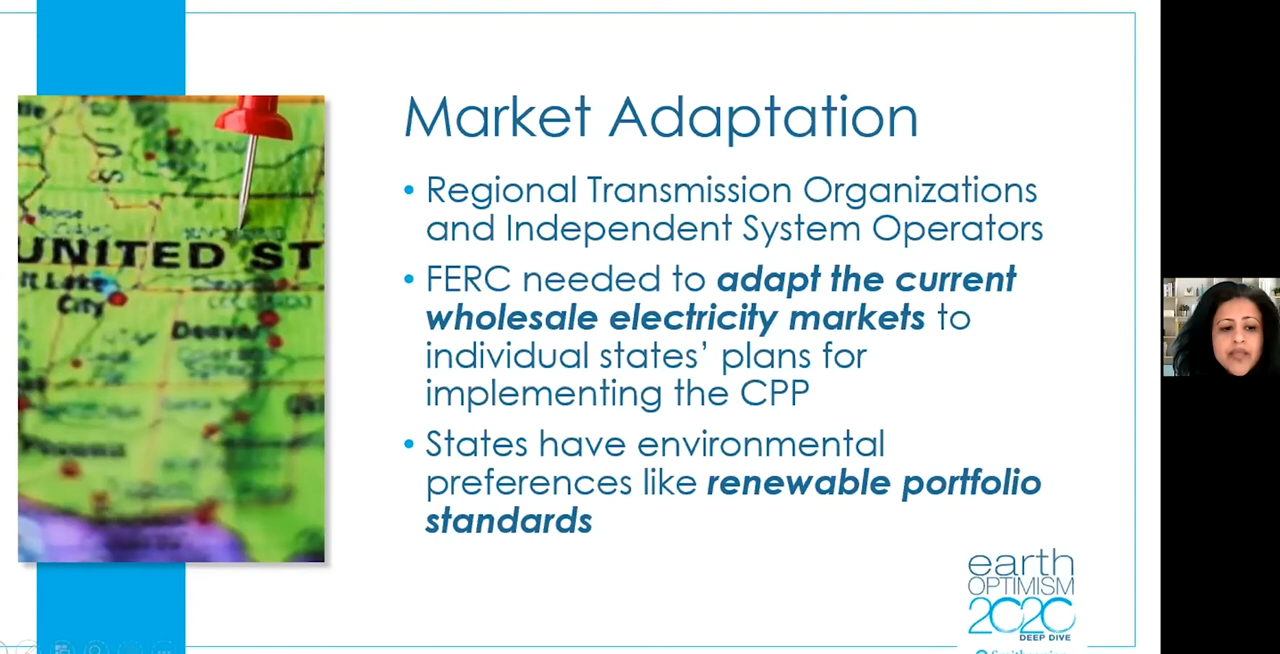 Market Adaptation
• Regional Transmission Organizations
and Independent System Operators
• FERC needed to adapt the current
wholesale electricity markets to
individual states’ plans for
implementing the CPP
• States have environmental
preferences like renewable portfolio
standards
UNITED ST
City
Denver
earth
OPTIMISM
2020
DEEP DIVE